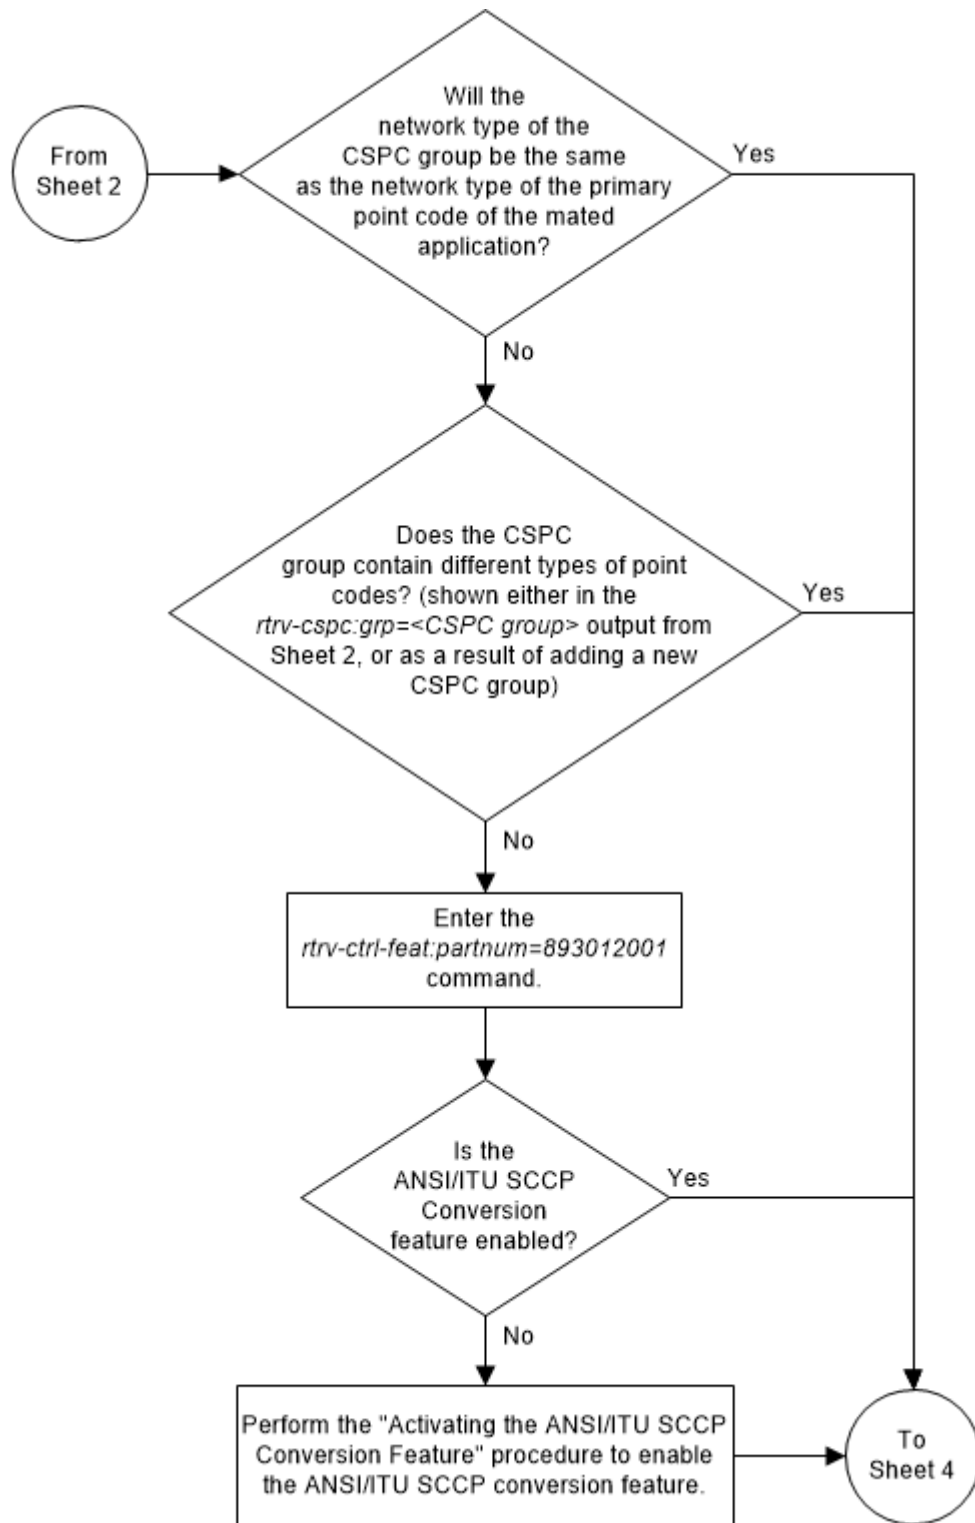 Will the
network type of the
CSPC group be the same
as the network type of the primary
point code of the mated
application?
From
Sheet 2
Yes
No
Does the CSPC
group contain different types of point
codes? (shown either in the
rtrv-cspc:grp=<CSPC group> output from
Sheet 2, or as a result of adding a new
CSPC group)
Yes
No
Enter the
rtrv-ctrl-feat:partnum=893012001
command.
Is the
ANSI/ITU SCCP
Conversion
feature enabled?
Yes
No
Perform the "Activating the ANSI/ITU SCCP
Conversion Feature" procedure to enable
the ANSI/ITU SCCP conversion feature.
To
Sheet 4